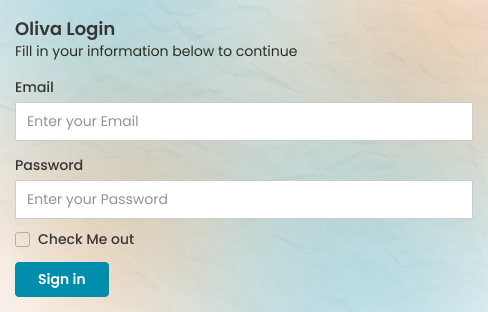 Oliva Login
Fill in your information below to continue
Email
Enter your Email
Password
Enter your Password
Check Me out
Sign in